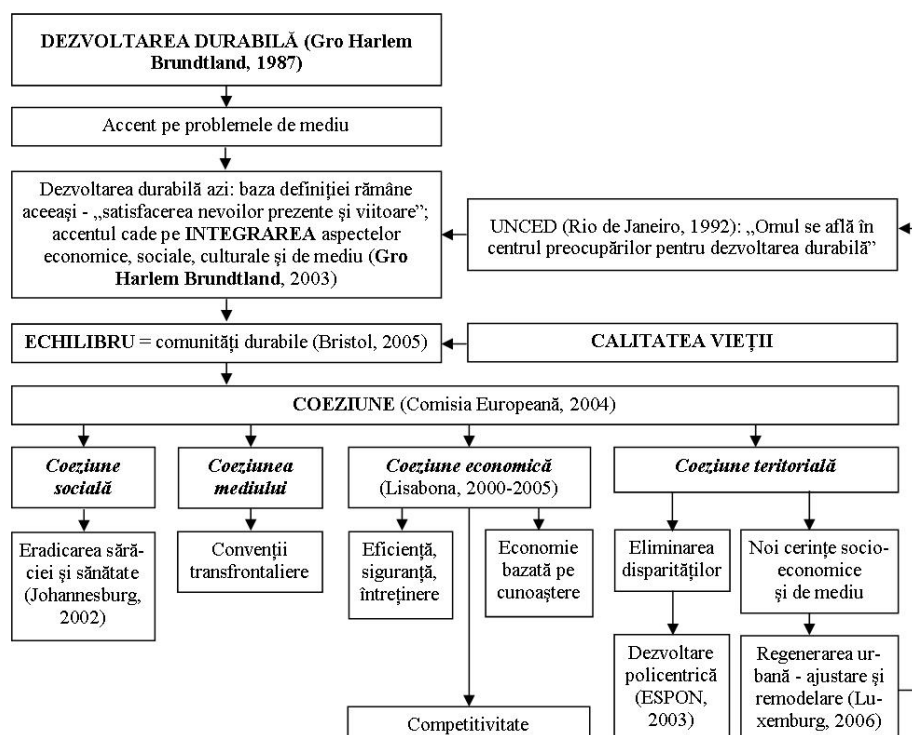 DEZVOLTAREA DURABILĂ (Gro Harlem
Brundtland, 1987)
Accent pe problemele de mediu
Dezvoltarea durabilă azi: baza definiției rămâne
aceeași - „satisfacerea nevoilor prezente și viitoare”;
accentul cade pe INTEGRAREA aspectelor
economice, sociale, culturale și de mediu (Gro
Harlem Brundtland, 2003)
UNCED (Rio de Janeiro, 1992): „Omul se află în
centrul preocupărilor pentru dezvoltarea durabilă”
ECHILIBRU = comunități durabile (Bristol, 2005)
CALITATEA VIEȚII
COEZIUNE (Comisia Europeană, 2004)
Coeziune
socială
Coeziunea
mediului
Coeziune economică
(Lisabona, 2000-2005)
Coeziune teritorială
Eradicarea sără-
ciei și sănătate
(Johannesburg,
2002)
Convenții
transfrontaliere
Eficiență,
siguranță,
întreținere
Economie
bazată pe
cunoaștere
Eliminarea
disparităților
Noi cerințe socio-
economice
și de mediu
Competitivitate
Dezvoltare
policentrică
(ESPON,
2003)
Regenerarea ur-
bană - ajustare și
remodelare (Lu-
xemburg, 2006)